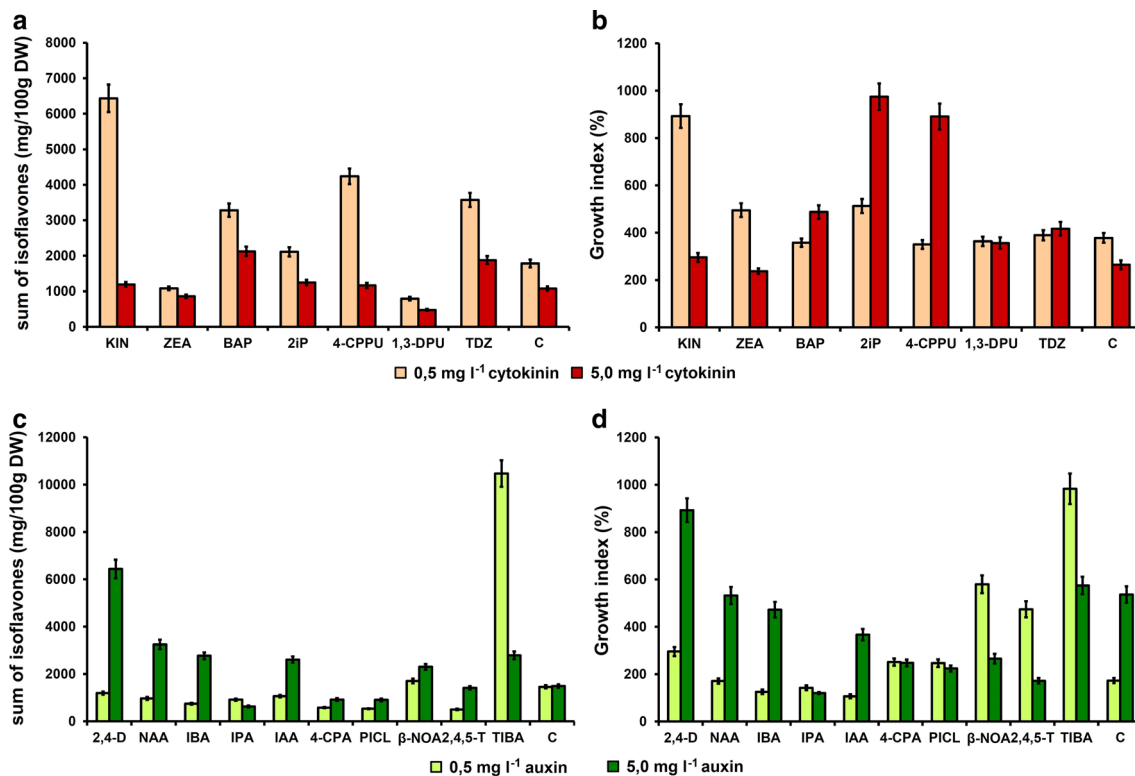 a
sum of isoflavones (mg/100g DW)
8000
7000
6000
5000
4000
3000
2000
1000
0
KIN ZEA BAP 2iP 4-CPPU 1,3-DPU TDZ C
b
Growth index (%)
1200
1000
800
600
400
200
0
KIN ZEA BAP 2iP 4-CPPU 1,3-DPU TDZ C
0,5 mg l⁻¹ cytokinin 5,0 mg l⁻¹ cytokinin
c
sum of isoflavones (mg/100g DW)
12000
10000
8000
6000
4000
2000
0
2,4-D NAA IBA IPA IAA 4-CPA PICL β-NOA 2,4,5-T TIBA C
d
Growth index (%)
1200
1000
800
600
400
200
0
2,4-D NAA IBA IPA IAA 4-CPA PICL β-NOA 2,4,5-T TIBA C
0,5 mg l⁻¹ auxin 5,0 mg l⁻¹ auxin